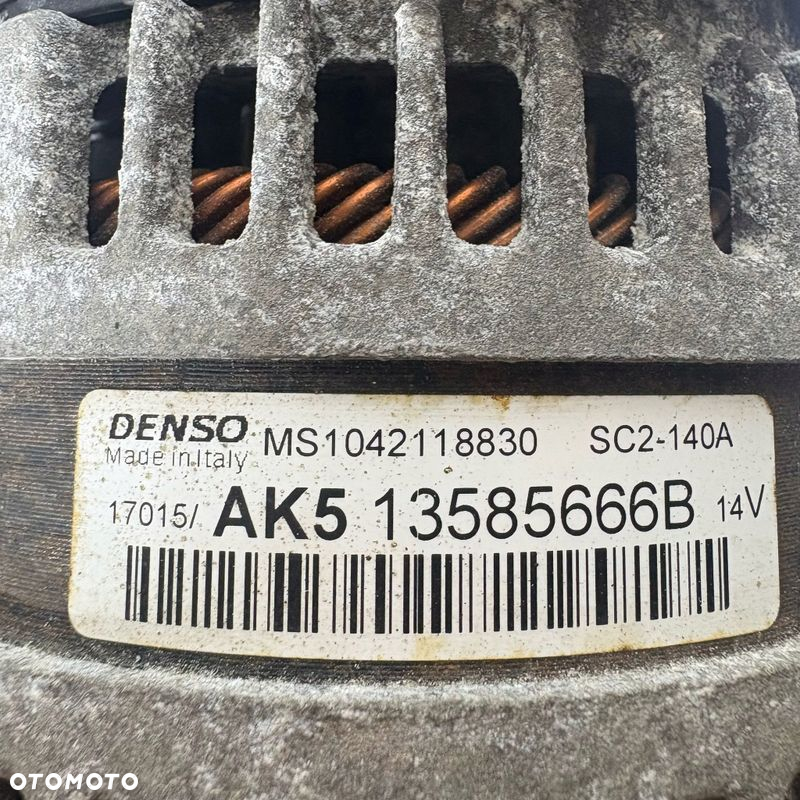 DENSO MS1042118830 SC2-140A
Made in Italy
17015/ AK5 13585666B 14V
OTOMOTO